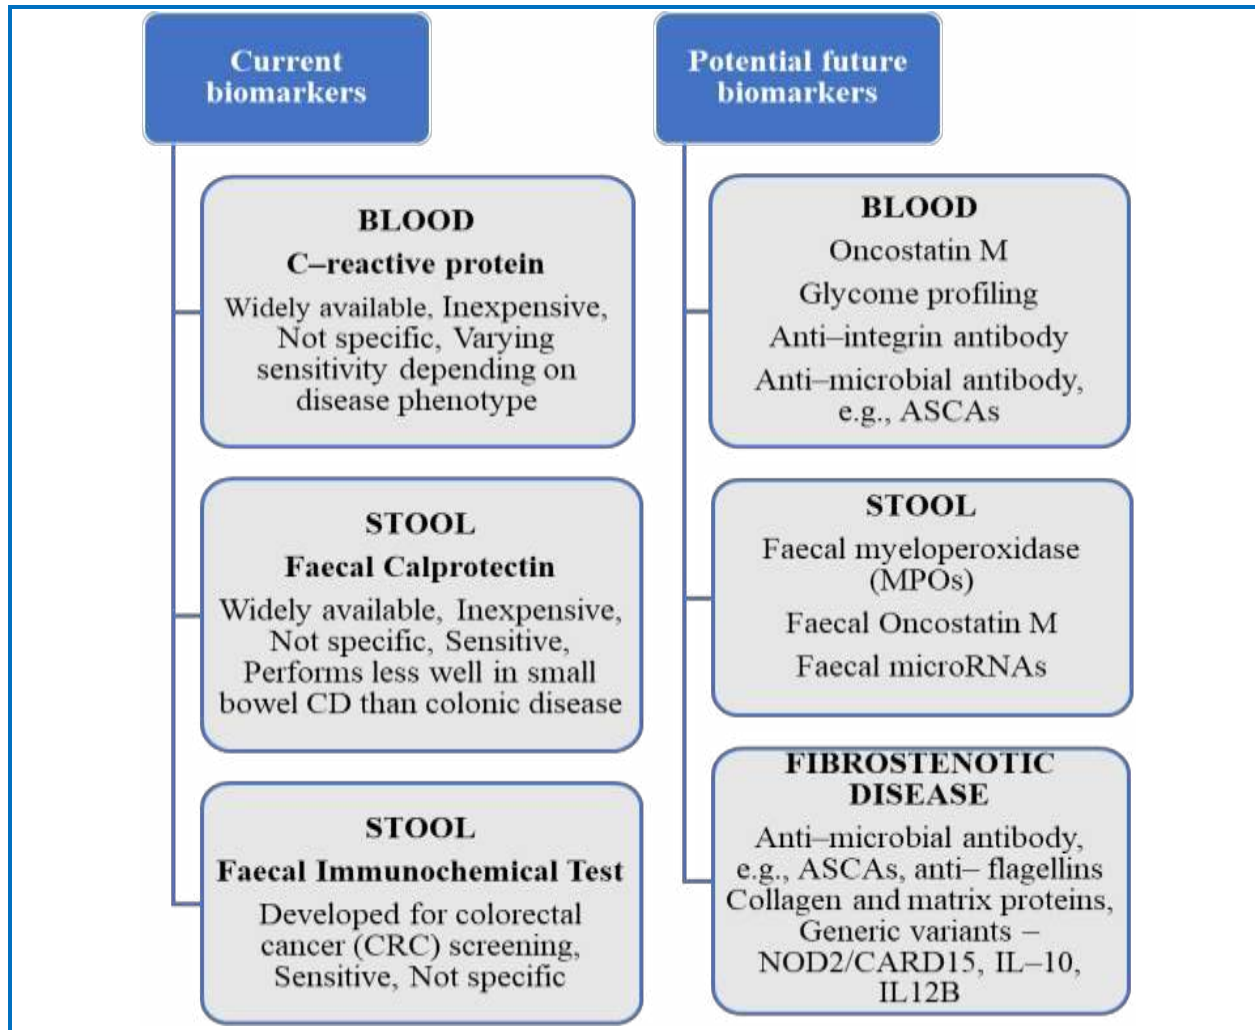 Current
biomarkers
BLOOD
C–reactive protein
Widely available, Inexpensive,
Not specific, Varying
sensitivity depending on
disease phenotype
STOOL
Faecal Calprotectin
Widely available, Inexpensive,
Not specific, Sensitive,
Performs less well in small
bowel CD than colonic disease
STOOL
Faecal Immunochemical Test
Developed for colorectal
cancer (CRC) screening,
Sensitive, Not specific
Potential future
biomarkers
BLOOD
Oncostatin M
Glycome profiling
Anti–integrin antibody
Anti–microbial antibody,
e.g., ASCAs
STOOL
Faecal myeloperoxidase
(MPOs)
Faecal Oncostatin M
Faecal microRNAs
FIBROSTENOTIC
DISEASE
Anti–microbial antibody,
e.g., ASCAs, anti– flagellins
Collagen and matrix proteins,
Generic variants –
NOD2/CARD15, IL–10,
IL12B